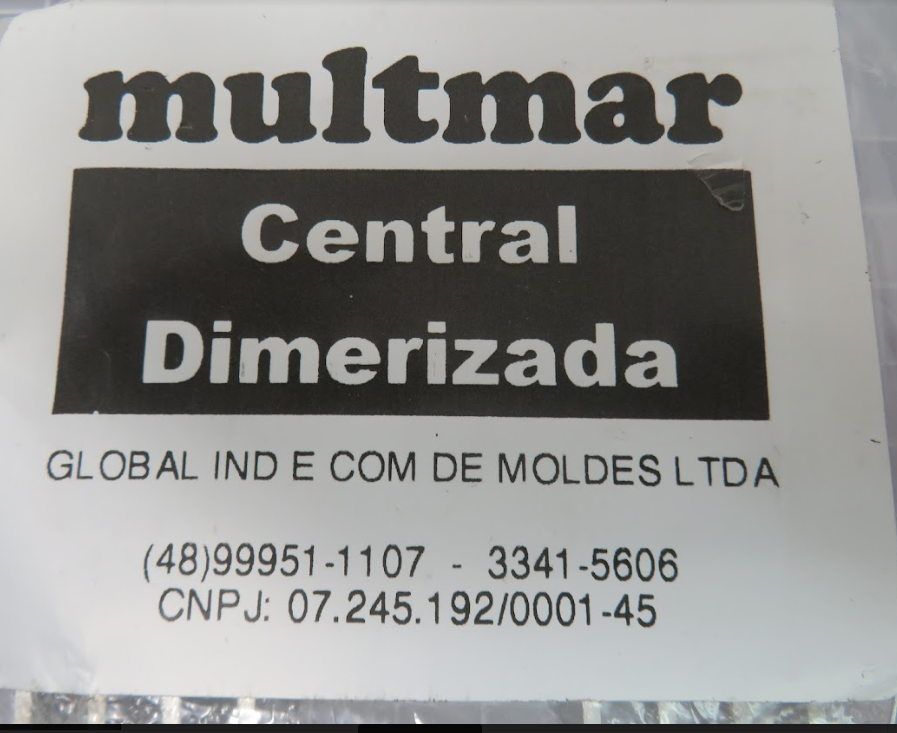 multmar
Central
Dimerizada
GLOBAL IND E COM DE MOLDES LTDA
(48)99951-1107 - 3341-5606
CNPJ: 07.245.192/0001-45